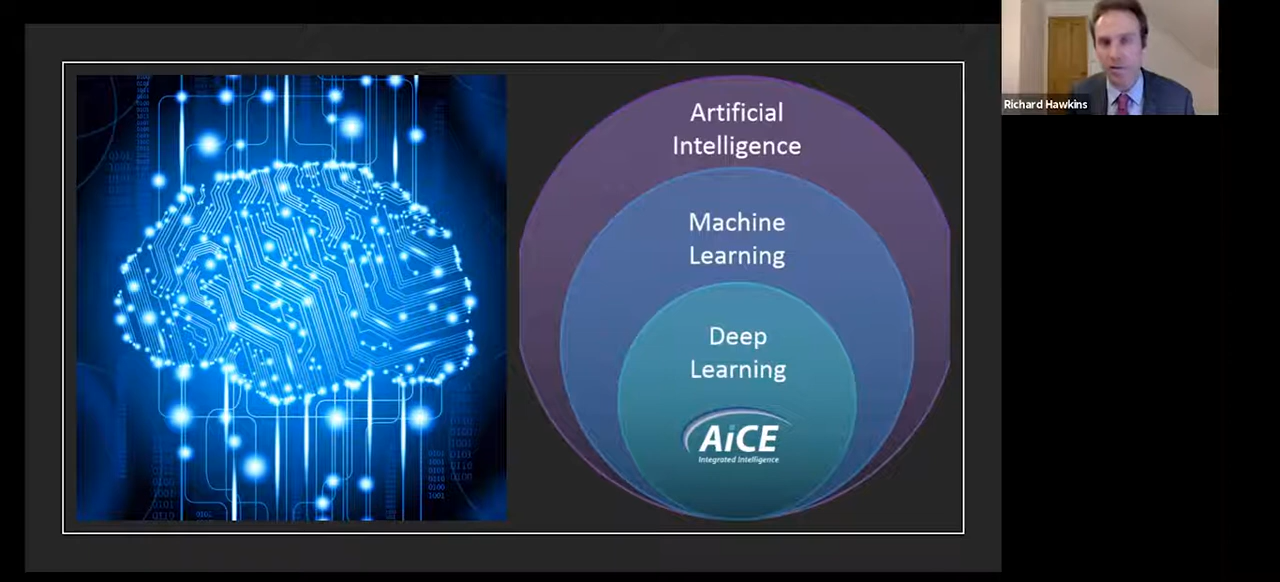 Artificial
Intelligence
Machine
Learning
Deep
Learning
AiCE
Integrated Intelligence
Richard Hawkins